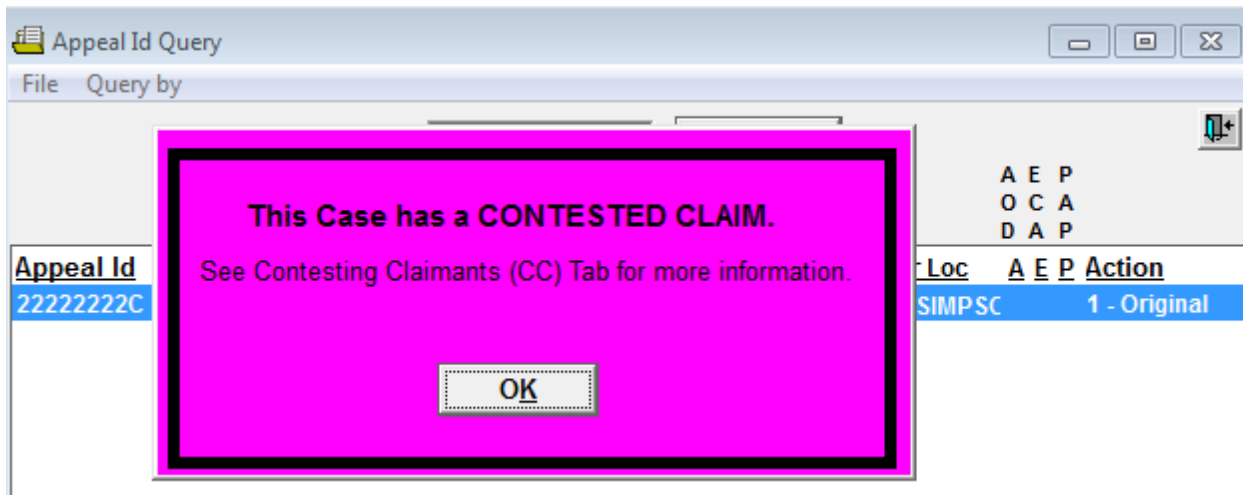 Appeal Id Query
File Query by
A E P
O C A
D A P
This Case has a CONTESTED CLAIM.
See Contesting Claimants (CC) Tab for more information.
OK
Appeal Id Loc A E P Action
22222222C SIMPSC 1 - Original